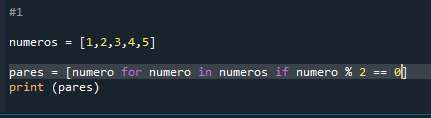 #1
numeros = [1,2,3,4,5]
pares = [numero for numero in numeros if numero % 2 == 0]
print (pares)